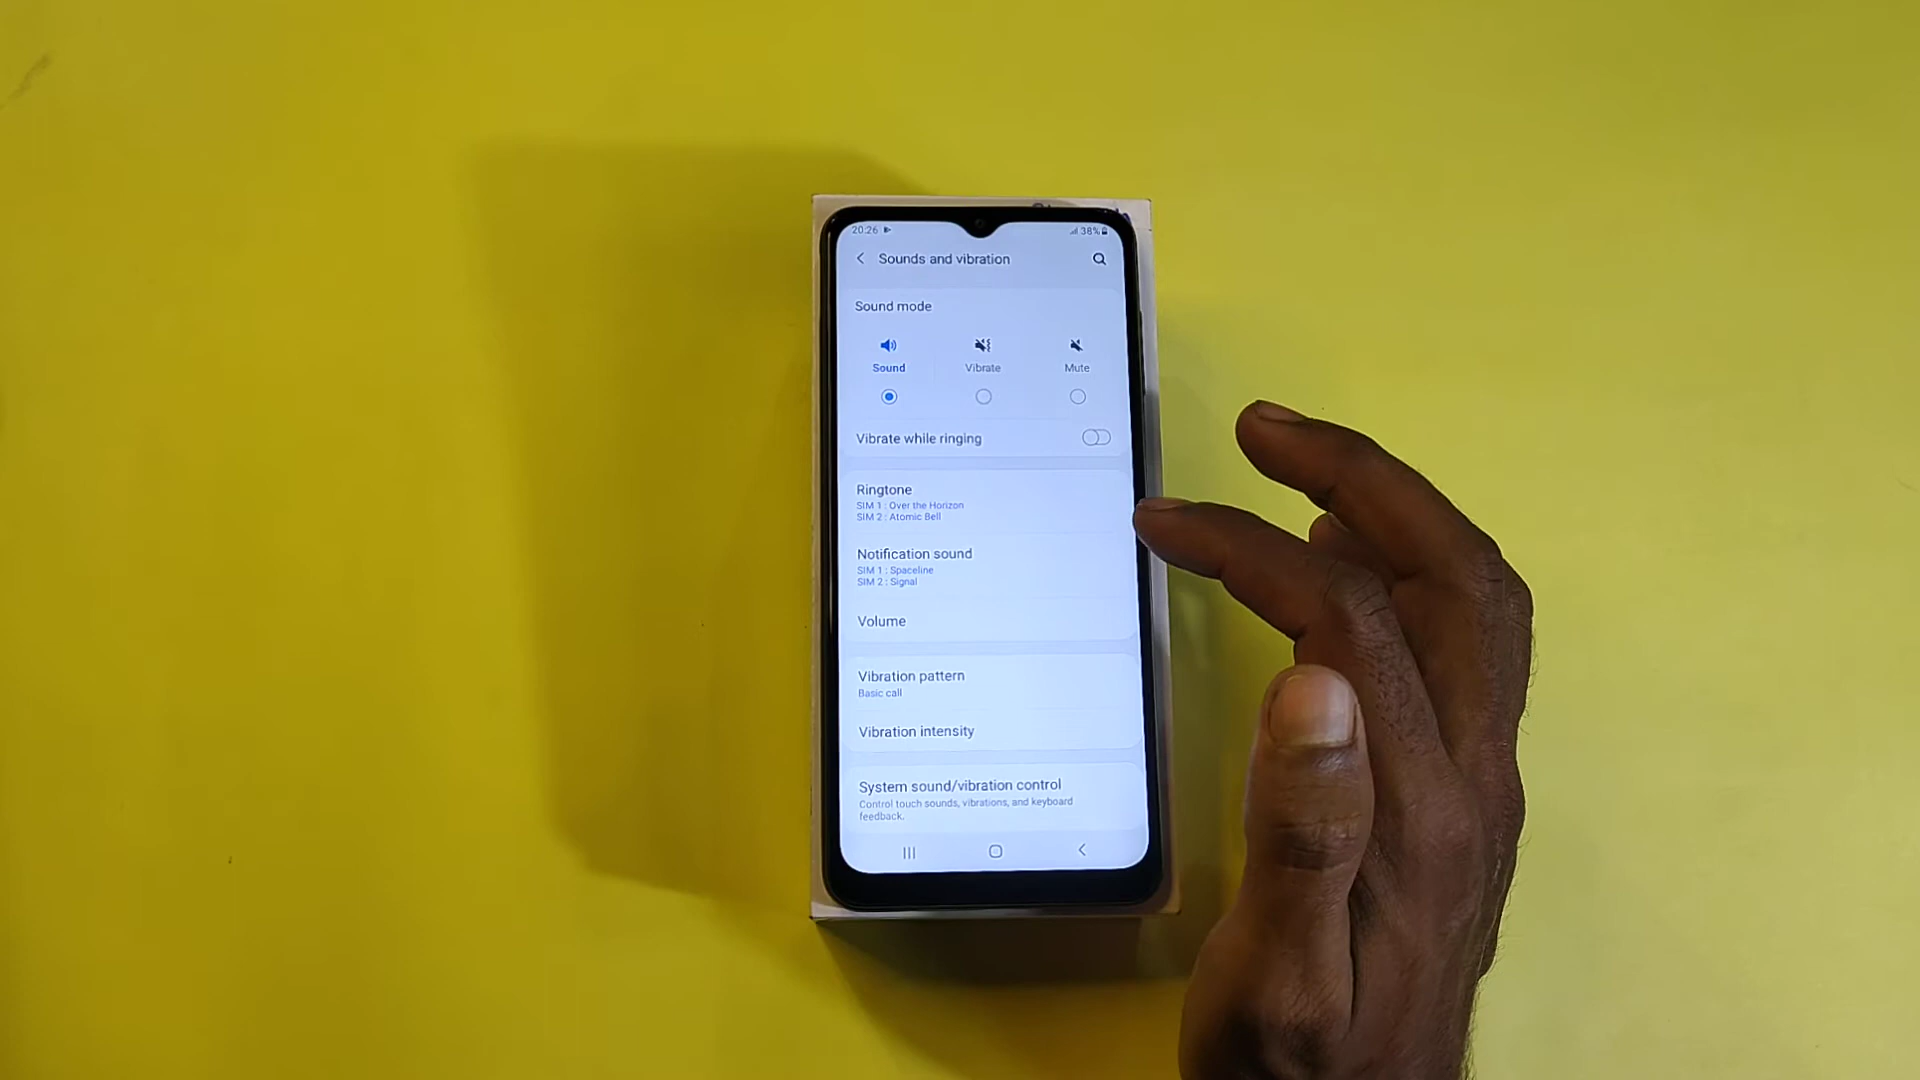 20:26
38%
Sounds and vibration
Sound mode
Sound
Vibrate
Mute
Vibrate while ringing
Ringtone
SIM 1 : Over the Horizon
SIM 2 : Atomic Bell
Notification sound
SIM 1 : Spaceline
SIM 2 : Signal
Volume
Vibration pattern
Basic call
Vibration intensity
System sound/vibration control
Control touch sounds, vibrations, and keyboard
feedback.